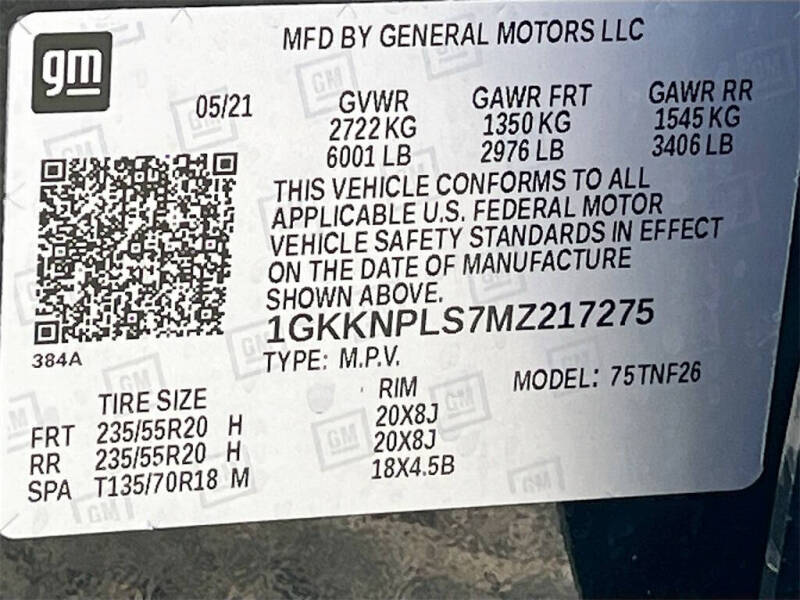 gm
MFD BY GENERAL MOTORS LLC
05/21
GVWR GAWR FRT GAWR RR
2722 KG 1350 KG 1545 KG
6001 LB 2976 LB 3406 LB
THIS VEHICLE CONFORMS TO ALL
APPLICABLE U.S. FEDERAL MOTOR
VEHICLE SAFETY STANDARDS IN EFFECT
ON THE DATE OF MANUFACTURE
SHOWN ABOVE.
1GKKNPLS7MZ217275
384A
TYPE: M.P.V. MODEL: 75TNF26
TIRE SIZE RIM
FRT 235/55R20 H 20X8J
RR 235/55R20 H 20X8J
SPA T135/70R18 M 18X4.5B